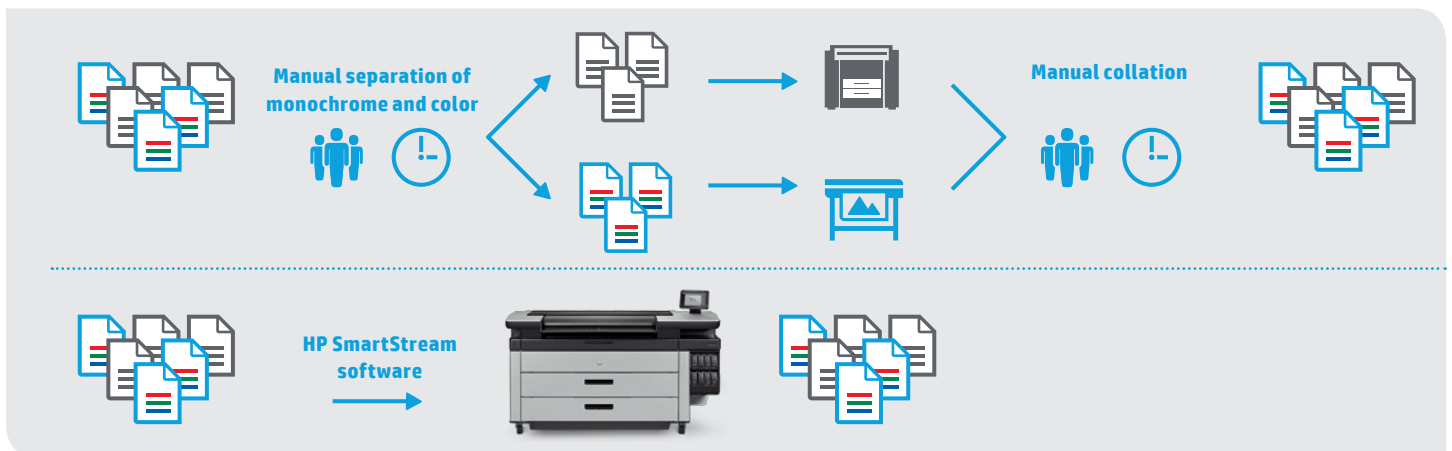 Manual separation of
monochrome and color
Manual collation
HP SmartStream
software